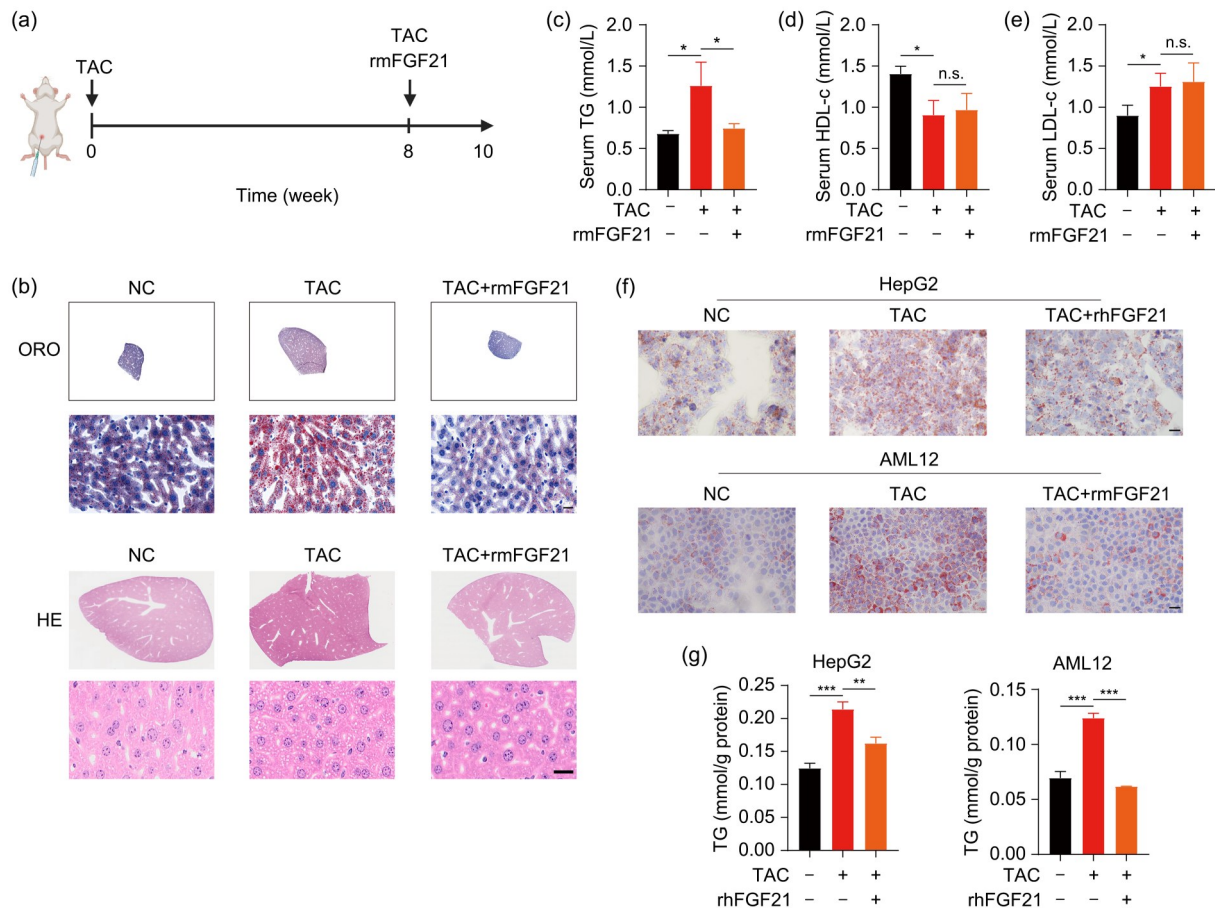 (a)
TAC
TAC
rmFGF21
0
8
10
Time (week)
(c)
Serum TG (mmol/L)
2.0
1.5
1.0
0.5
0.0
*
*
TAC
− + +
rmFGF21
− − +
(d)
Serum HDL-c (mmol/L)
2.0
1.5
1.0
0.5
0.0
*
n.s.
TAC
− + +
rmFGF21
− − +
(e)
Serum LDL-c (mmol/L)
2.0
1.5
1.0
0.5
0.0
*
n.s.
TAC
− + +
rmFGF21
− − +
(b)
NC TAC TAC+rmFGF21
ORO
NC TAC TAC+rmFGF21
HE
(f)
HepG2
NC TAC TAC+rhFGF21
AML12
NC TAC TAC+rmFGF21
(g)
HepG2
TG (mmol/g protein)
0.25
0.20
0.15
0.10
0.05
0.00
***
**
TAC
− + +
rhFGF21
− − +
AML12
TG (mmol/g protein)
0.15
0.10
0.05
0.00
***
***
TAC
− + +
rhFGF21
− − +